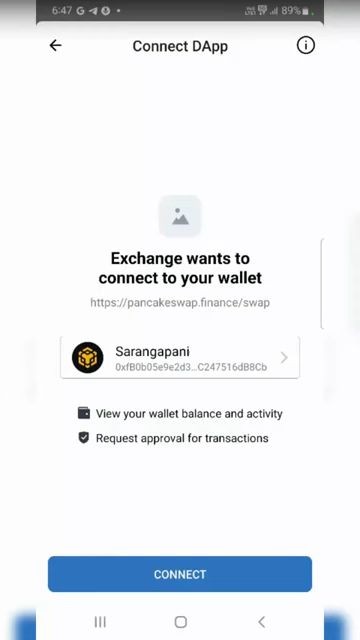 6:47
89%
Connect DApp
Exchange wants to
connect to your wallet
https://pancakeswap.finance/swap
Sarangapani
0xfB0b05e9e2d3...C247516dB8Cb
View your wallet balance and activity
Request approval for transactions
CONNECT